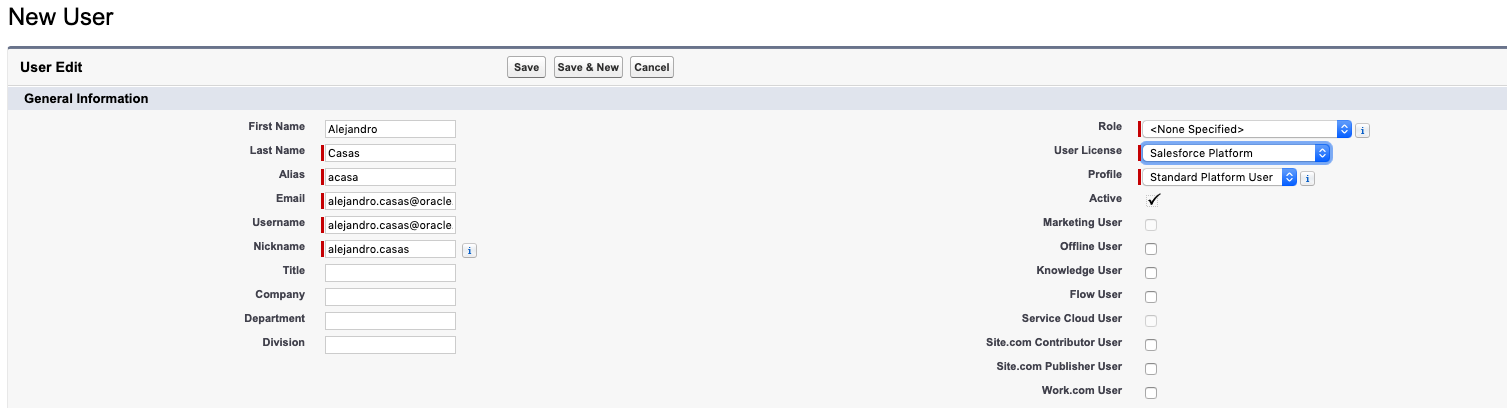 New User
User Edit
Save Save & New Cancel
General Information
First Name Alejandro
Last Name Casas
Alias acasa
Email alejandro.casas@oracle.
Username alejandro.casas@oracle.
Nickname alejandro.casas i
Title
Company
Department
Division
Role <None Specified> i
User License Salesforce Platform
Profile Standard Platform User i
Active
Marketing User
Offline User
Knowledge User
Flow User
Service Cloud User
Site.com Contributor User
Site.com Publisher User
Work.com User